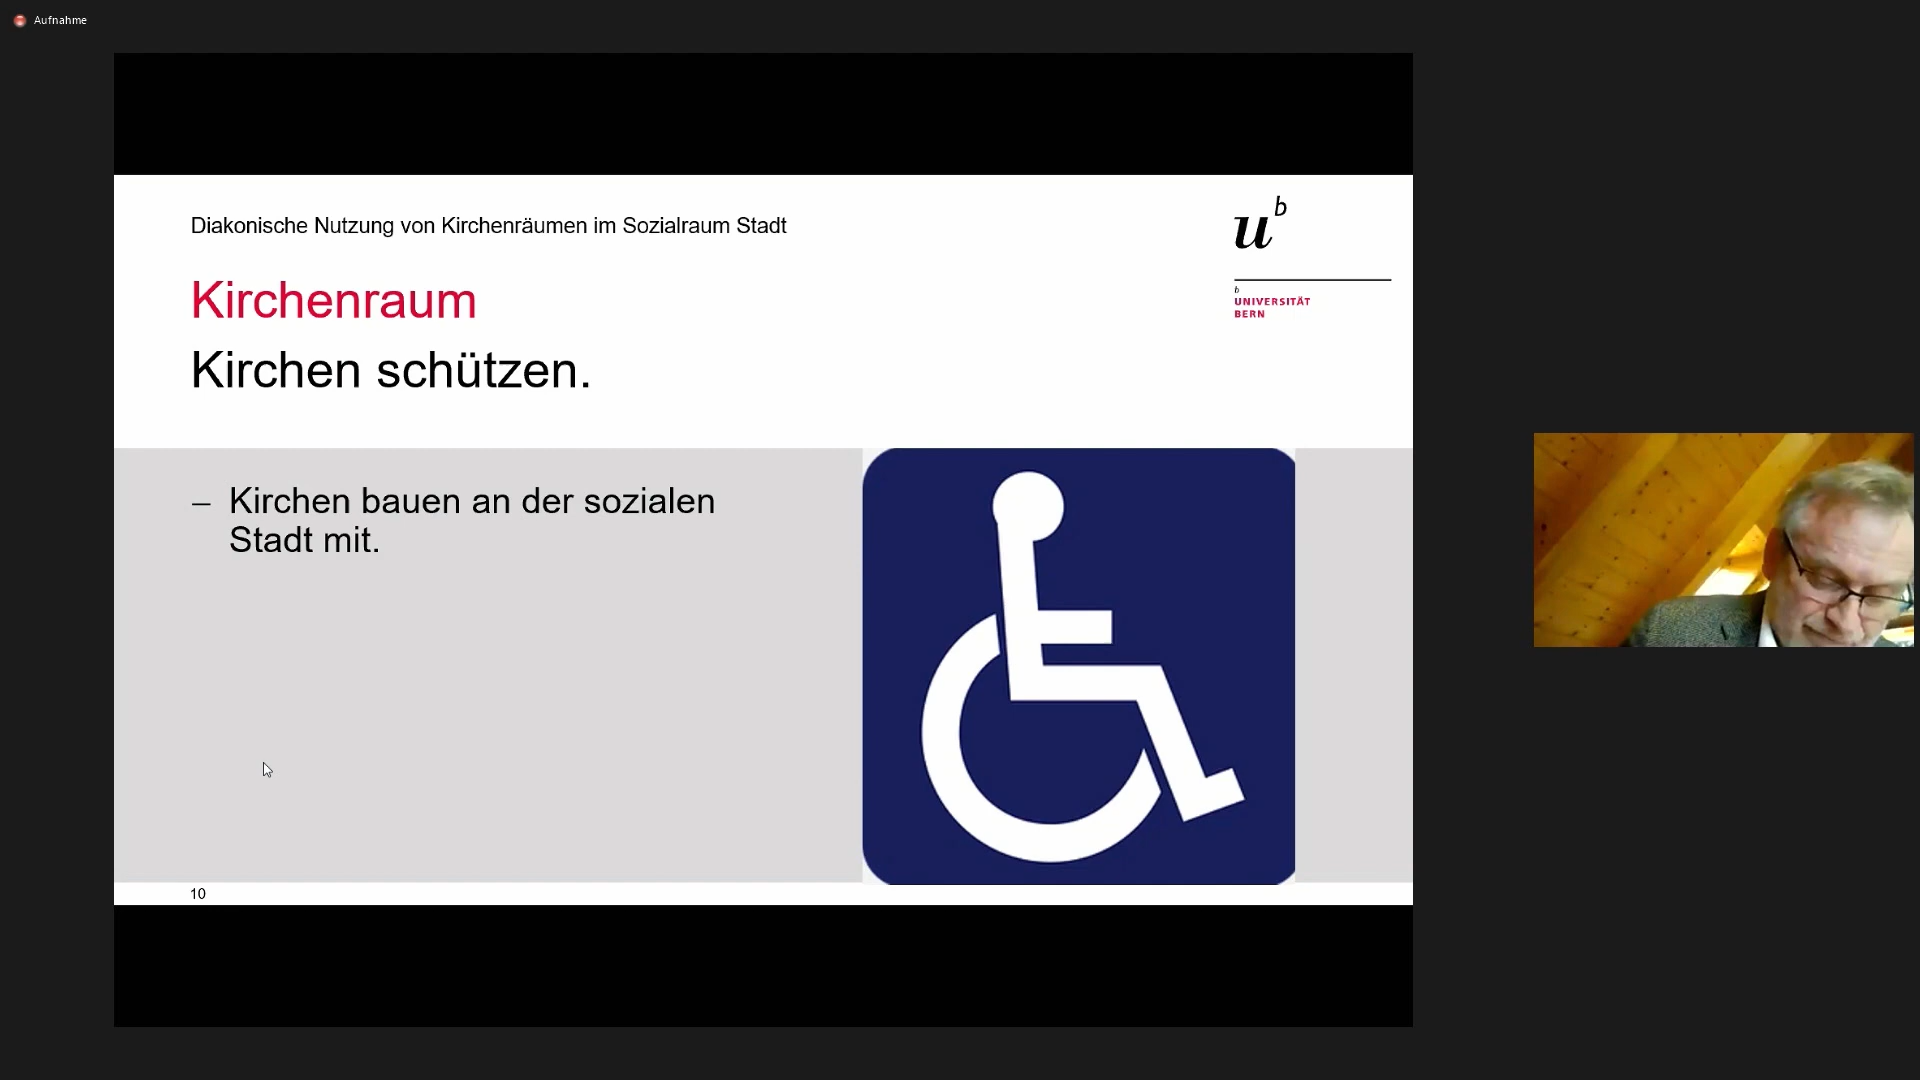 Aufnahme
Diakonische Nutzung von Kirchenräumen im Sozialraum Stadt
u b
Kirchenraum
b
UNIVERSITÄT
BERN
Kirchen schützen.
– Kirchen bauen an der sozialen
Stadt mit.
10